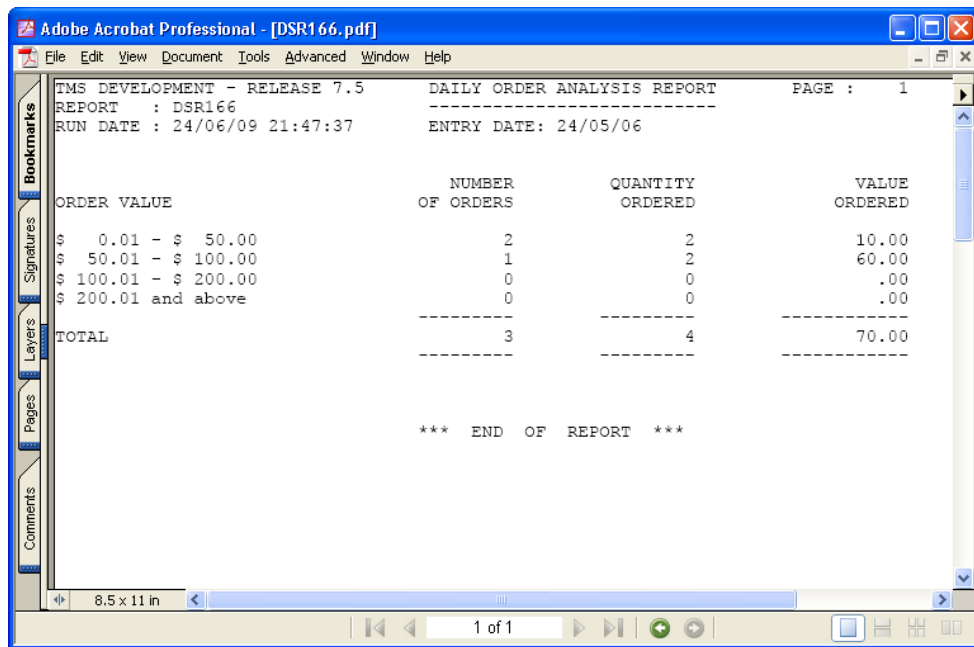 Adobe Acrobat Professional - [DSR166.pdf]
File Edit View Document Tools Advanced Window Help
Bookmarks
Signatures
Layers
Pages
Comments
TMS DEVELOPMENT - RELEASE 7.5 DAILY ORDER ANALYSIS REPORT PAGE : 1
REPORT : DSR166 ---------------------------
RUN DATE : 24/06/09 21:47:37 ENTRY DATE: 24/05/06
NUMBER QUANTITY VALUE
ORDER VALUE OF ORDERS ORDERED ORDERED
$ 0.01 - $ 50.00 2 2 10.00
$ 50.01 - $ 100.00 1 2 60.00
$ 100.01 - $ 200.00 0 0 .00
$ 200.01 and above 0 0 .00
--------- --------- ------------
TOTAL 3 4 70.00
--------- --------- ------------
*** END OF REPORT ***
8.5 x 11 in
1 of 1